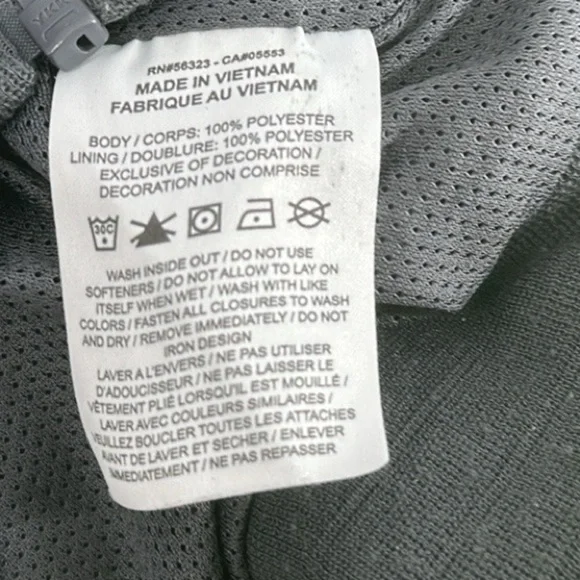 YKK
RN#56323 - CA#05553
MADE IN VIETNAM
FABRIQUE AU VIETNAM
BODY / CORPS: 100% POLYESTER
LINING / DOUBLURE: 100% POLYESTER
EXCLUSIVE OF DECORATION /
DECORATION NON COMPRISE
30C
WASH INSIDE OUT / DO NOT USE
SOFTENERS / DO NOT ALLOW TO LAY ON
ITSELF WHEN WET / WASH WITH LIKE
COLORS / FASTEN ALL CLOSURES TO WASH
AND DRY / REMOVE IMMEDIATELY / DO NOT
IRON DESIGN
LAVER A L'ENVERS / NE PAS UTILISER
D'ADOUCISSEUR / NE PAS LAISSER LE
VÊTEMENT PLIÉ LORSQU'IL EST MOUILLÉ /
LAVER AVEC COULEURS SIMILAIRES /
VEUILLEZ BOUCLER TOUTES LES ATTACHES
AVANT DE LAVER ET SECHER / ENLEVER
IMMEDIATEMENT / NE PAS REPASSER